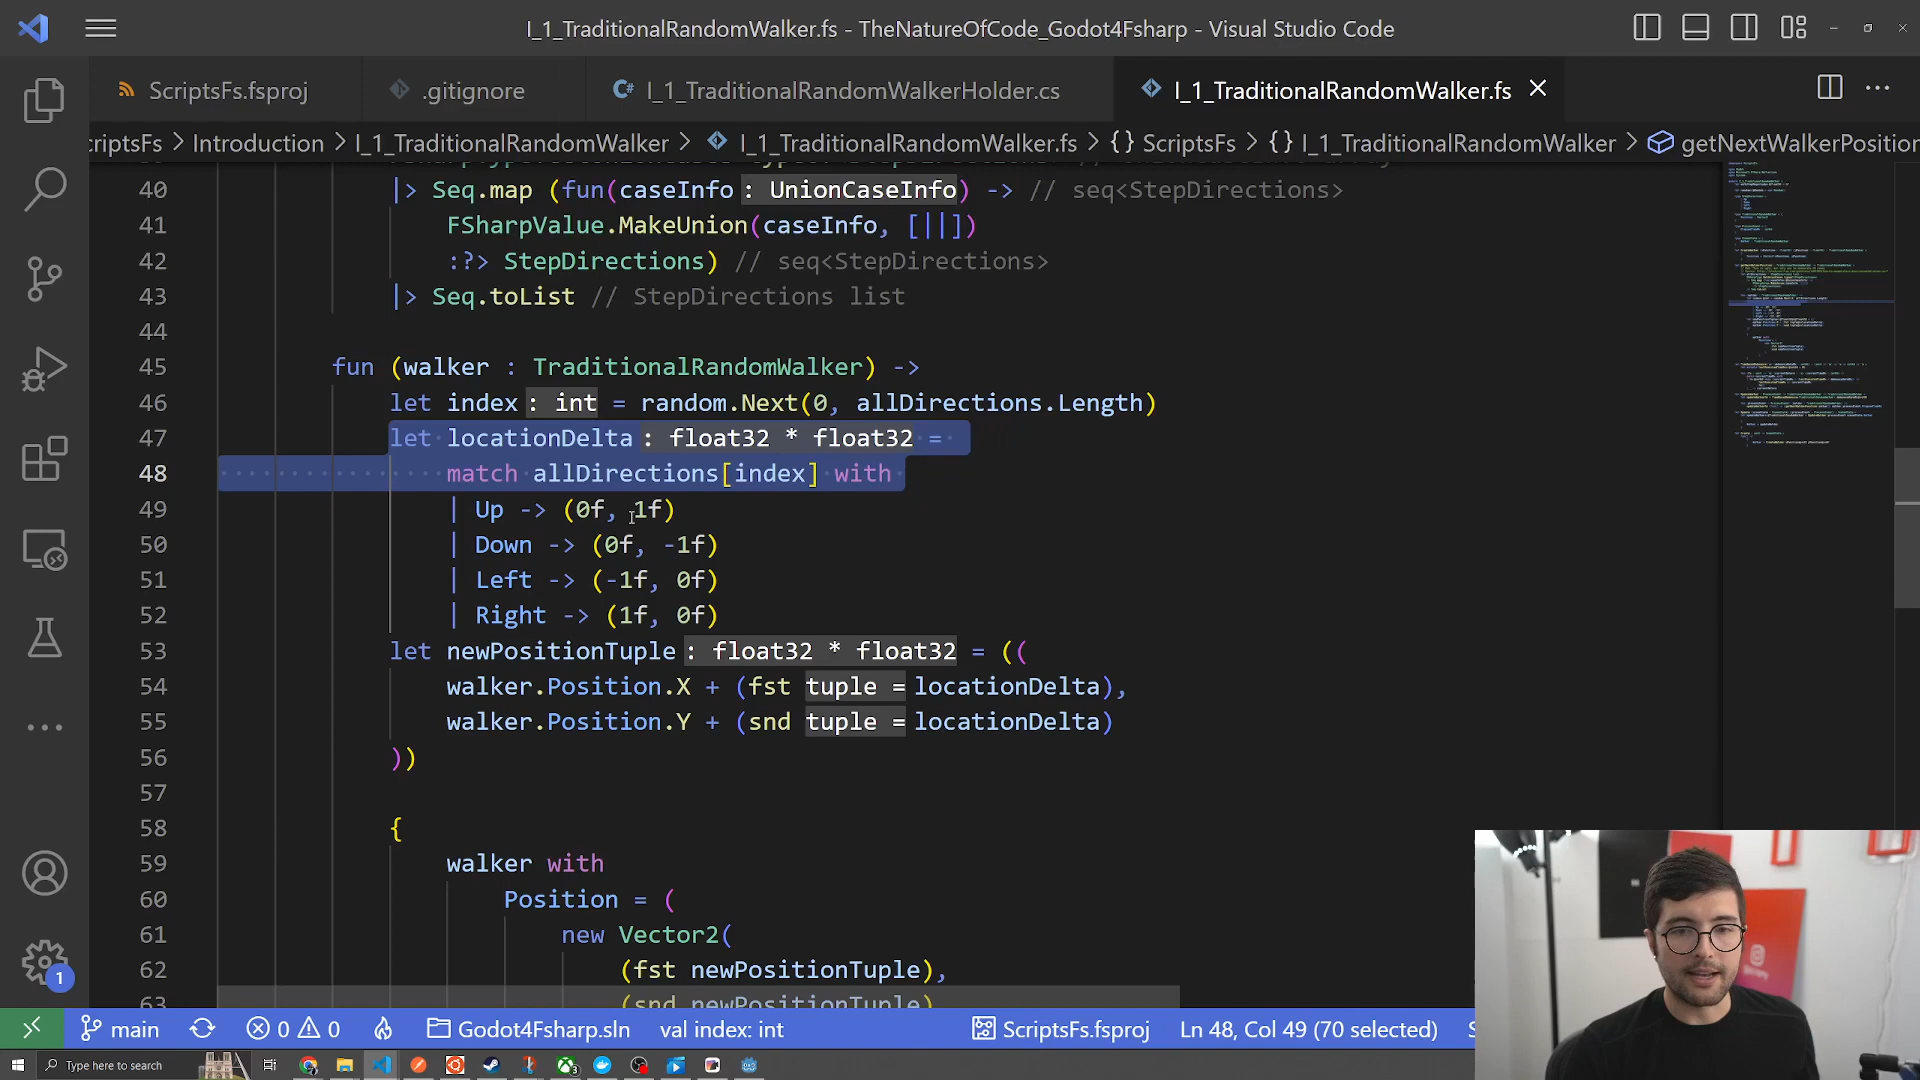 I_1_TraditionalRandomWalker.fs - TheNatureOfCode_Godot4Fsharp - Visual Studio Code
ScriptsFs.fsproj
.gitignore
I_1_TraditionalRandomWalkerHolder.cs
I_1_TraditionalRandomWalker.fs
criptsFs > Introduction > I_1_TraditionalRandomWalker > I_1_TraditionalRandomWalker.fs > {} ScriptsFs > {} I_1_TraditionalRandomWalker > getNextWalkerPosition
40 |> Seq.map (fun(caseInfo : UnionCaseInfo) -> // seq<StepDirections>
41 FSharpValue.MakeUnion(caseInfo, [||])
42 :?> StepDirections) // seq<StepDirections>
43 |> Seq.toList // StepDirections list
44
45 fun (walker : TraditionalRandomWalker) ->
46 let index : int = random.Next(0, allDirections.Length)
47 let locationDelta : float32 * float32 =
48 match allDirections[index] with
49 | Up -> (0f, 1f)
50 | Down -> (0f, -1f)
51 | Left -> (-1f, 0f)
52 | Right -> (1f, 0f)
53 let newPositionTuple : float32 * float32 = ((
54 walker.Position.X + (fst tuple = locationDelta),
55 walker.Position.Y + (snd tuple = locationDelta)
56 ))
57
58 {
59 walker with
60 Position = (
61 new Vector2(
62 (fst newPositionTuple),
63 (snd newPositionTuple)
1
main 0 0 Godot4Fsharp.sln val index: int ScriptsFs.fsproj Ln 48, Col 49 (70 selected)
Type here to search